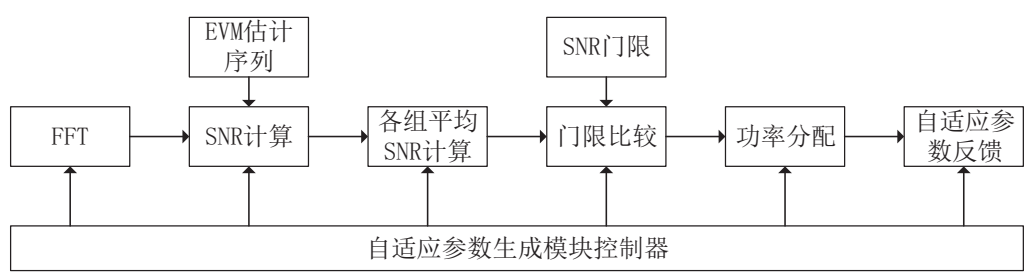 EVM估计
序列
SNR门限
FFT
SNR计算
各组平均
SNR计算
门限比较
功率分配
自适应参
数反馈
自适应参数生成模块控制器